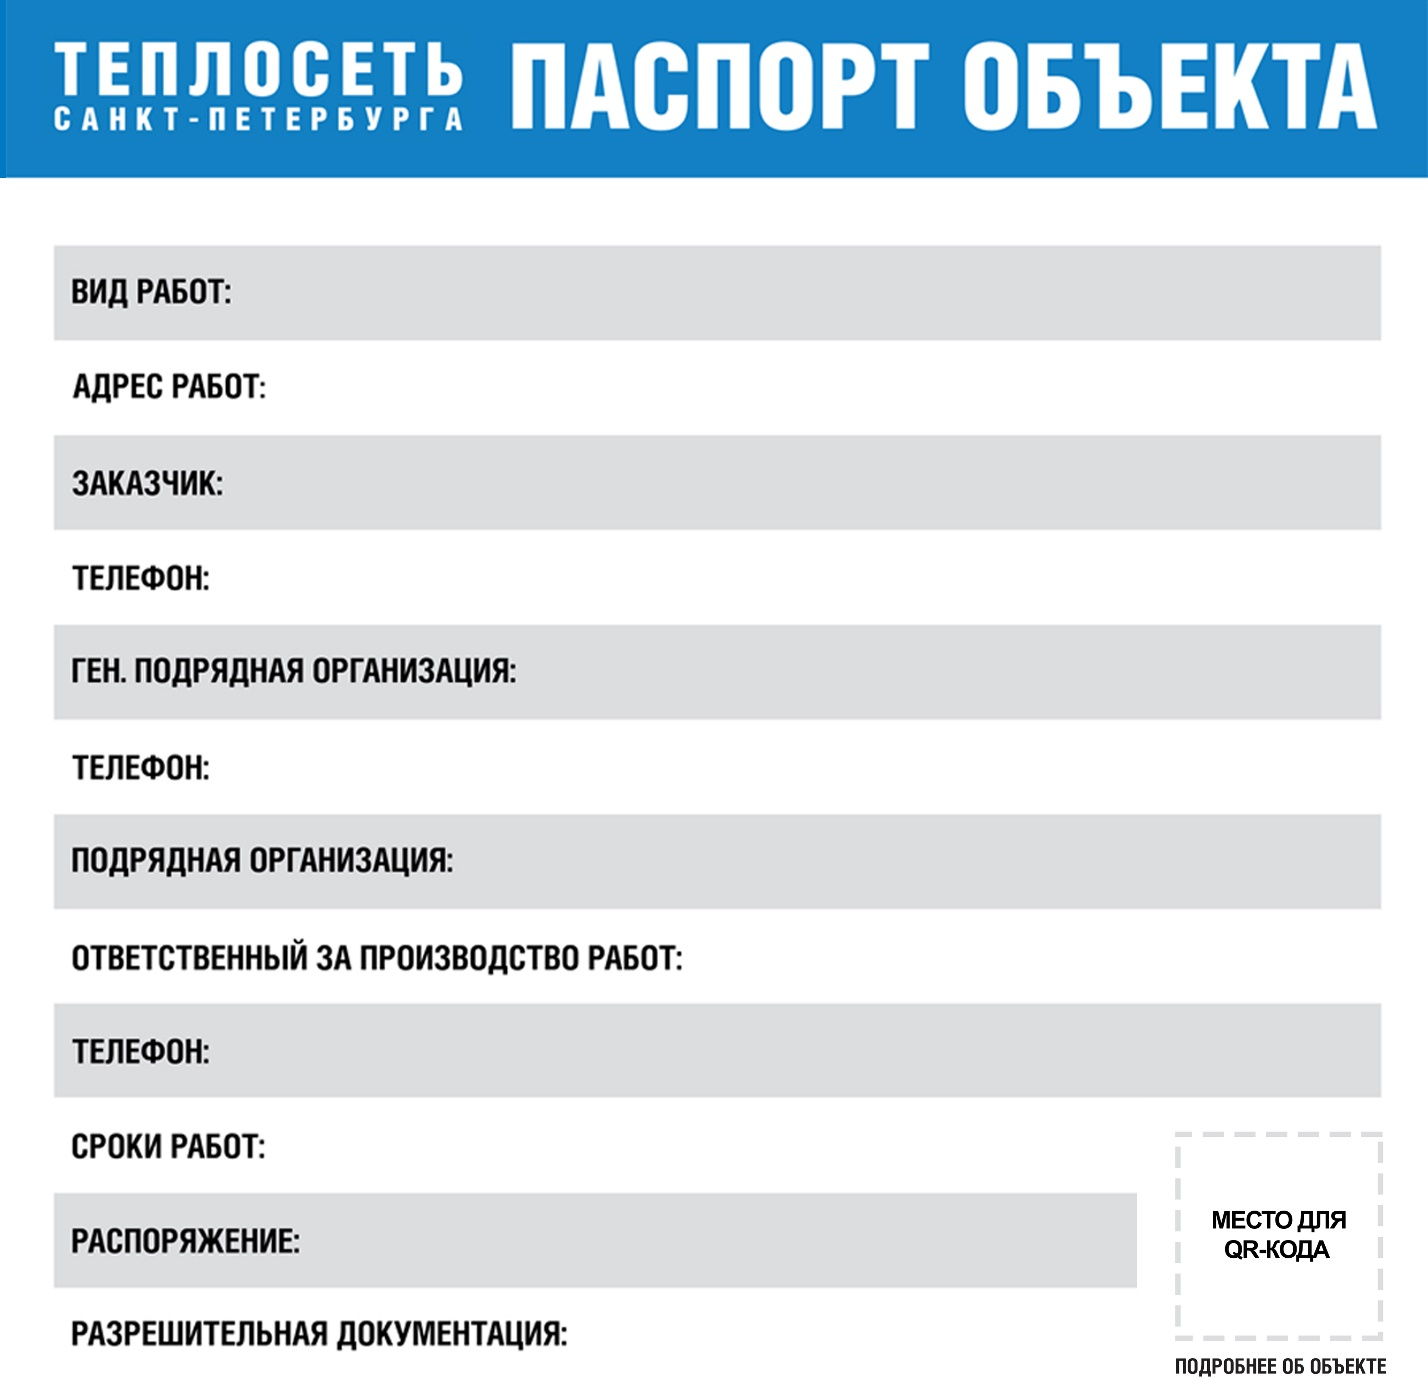 ТЕПЛОСЕТЬ
САНКТ-ПЕТЕРБУРГА
ПАСПОРТ ОБЪЕКТА
ВИД РАБОТ:
АДРЕС РАБОТ:
ЗАКАЗЧИК:
ТЕЛЕФОН:
ГЕН. ПОДРЯДНАЯ ОРГАНИЗАЦИЯ:
ТЕЛЕФОН:
ПОДРЯДНАЯ ОРГАНИЗАЦИЯ:
ОТВЕТСТВЕННЫЙ ЗА ПРОИЗВОДСТВО РАБОТ:
ТЕЛЕФОН:
СРОКИ РАБОТ:
РАСПОРЯЖЕНИЕ:
РАЗРЕШИТЕЛЬНАЯ ДОКУМЕНТАЦИЯ:
МЕСТО ДЛЯ
QR-КОДА
ПОДРОБНЕЕ ОБ ОБЪЕКТЕ